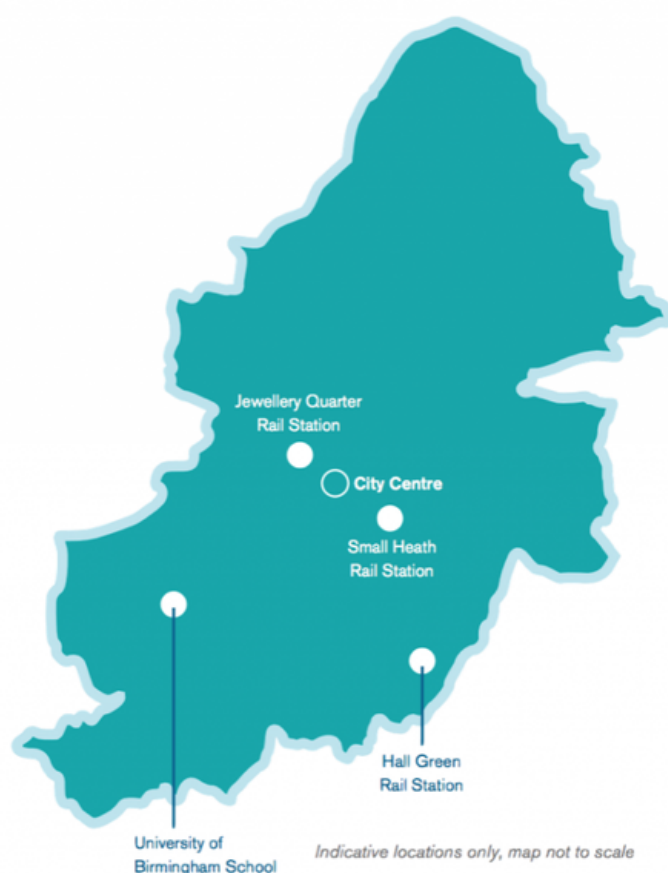 Jewellery Quarter
Rail Station
City Centre
Small Heath
Rail Station
Hall Green
Rail Station
University of
Birmingham School
Indicative locations only, map not to scale